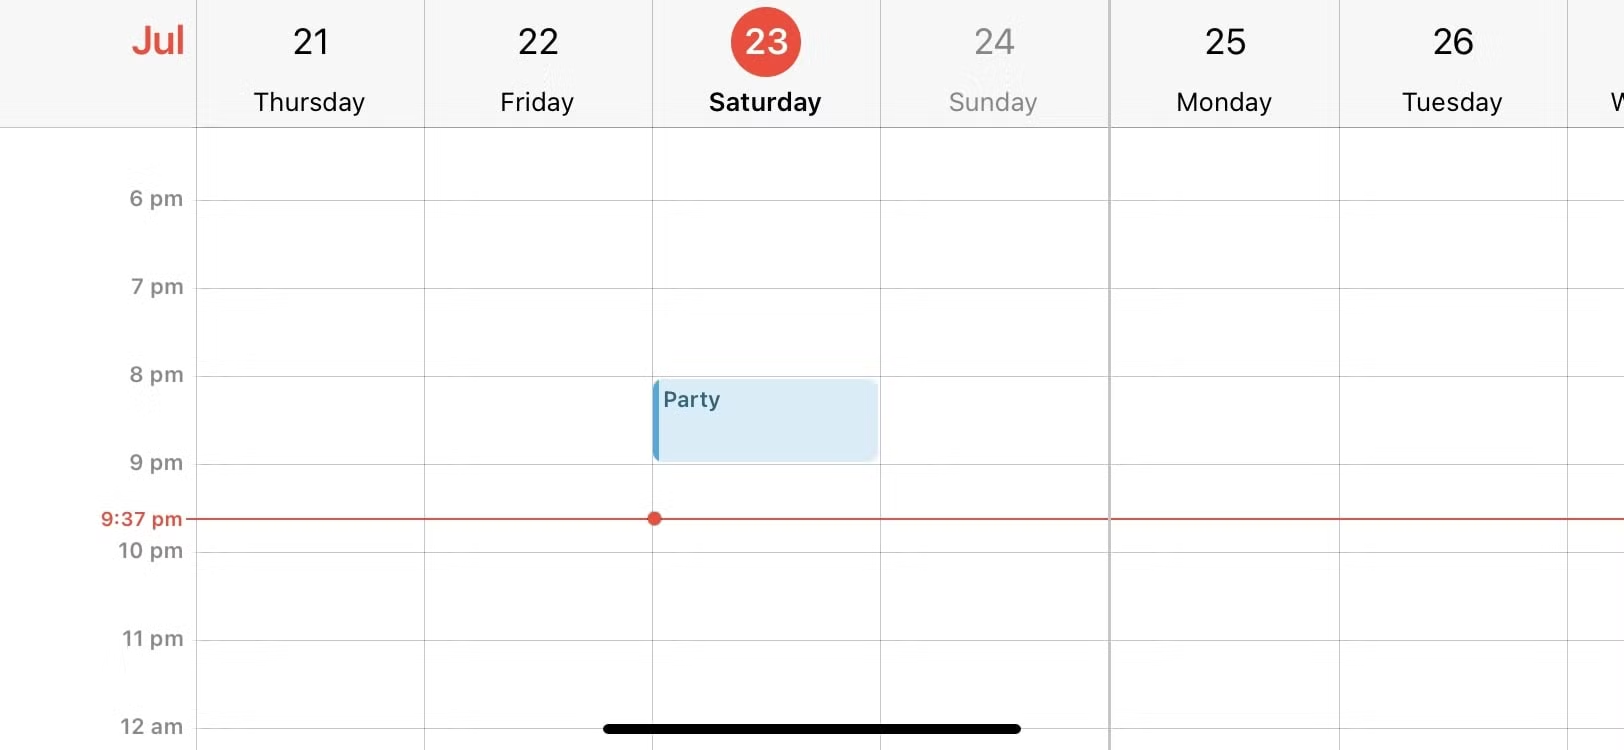 Jul 21 22 23 24 25 26
Thursday Friday Saturday Sunday Monday Tuesday W
6 pm
7 pm
8 pm
Party
9 pm
9:37 pm
10 pm
11 pm
12 am